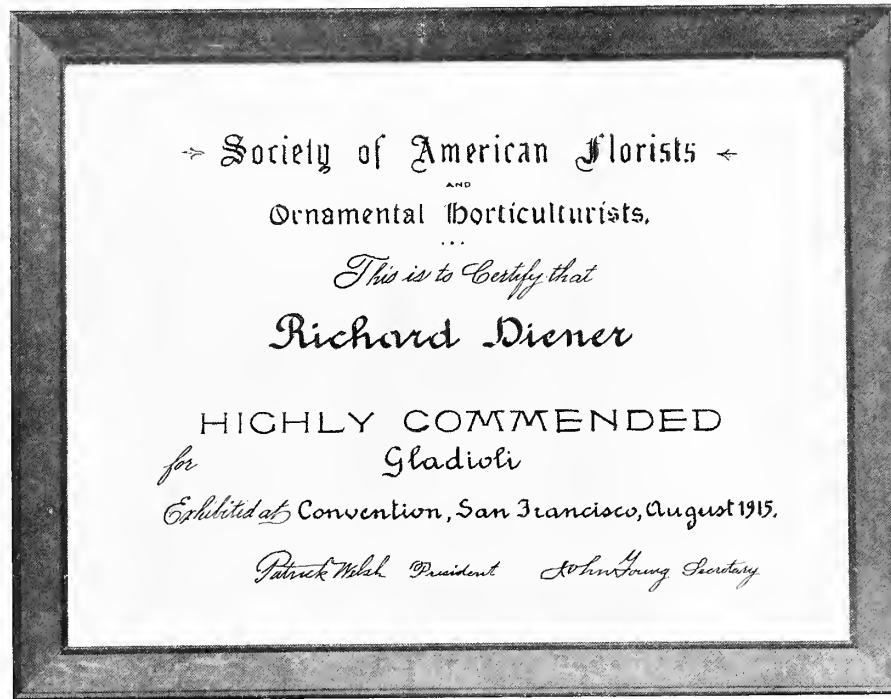 Society of American Florists
AND
Ornamental Horticulturists.
...
This is to Certify that
Richard Diener
HIGHLY COMMENDED
for Gladioli
Exhibited at Convention, San Francisco, August 1915.
Patrick Welsh President John Young Secretary